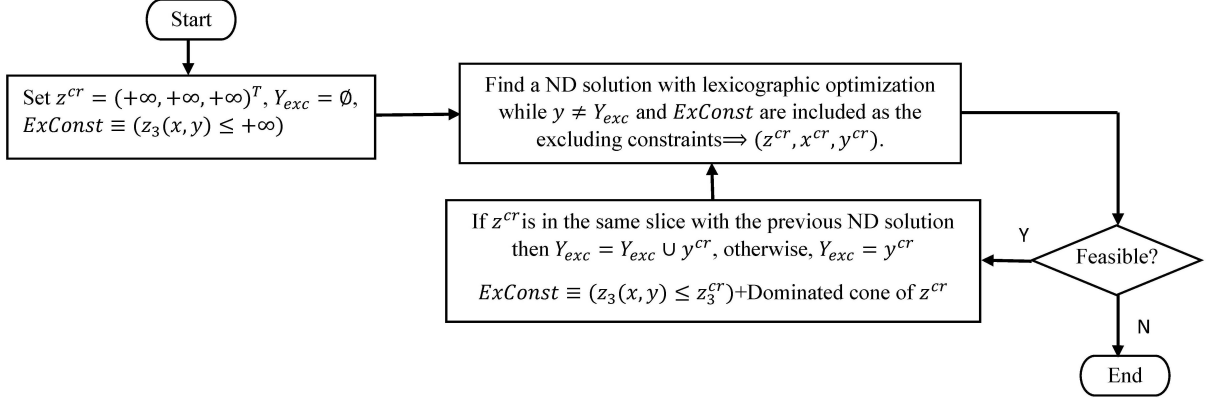 Start
Set z^{cr} = (+∞, +∞, +∞)^T, Y_{exc} = ∅,
ExConst ≡ (z_3(x, y) ≤ +∞)
Find a ND solution with lexicographic optimization
while y ≠ Y_{exc} and ExConst are included as the
excluding constraints⟹ (z^{cr}, x^{cr}, y^{cr}).
If z^{cr} is in the same slice with the previous ND solution
then Y_{exc} = Y_{exc} ∪ y^{cr}, otherwise, Y_{exc} = y^{cr}
ExConst ≡ (z_3(x, y) ≤ z_3^{cr})+Dominated cone of z^{cr}
Y
Feasible?
N
End